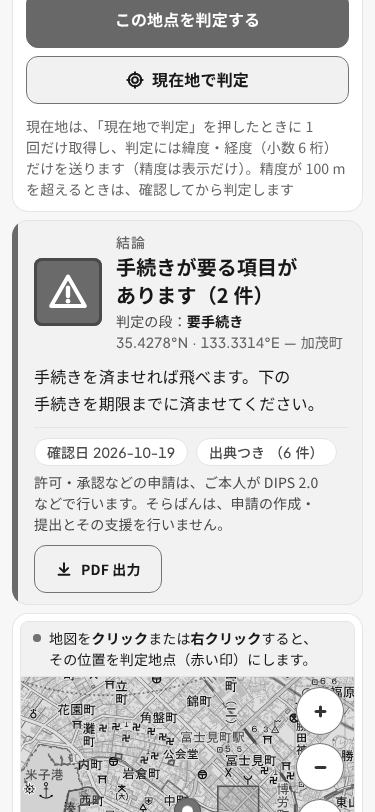 この地点を判定する
現在地で判定
現在地は、「現在地で判定」を押したときに 1
回だけ取得し、判定には緯度・経度（小数 6 桁）
だけを送ります（精度は表示だけ）。精度が 100 m
を超えるときは、確認してから判定します
結論
手続きが要る項目が
あります（2 件）
判定の段：要手続き
35.4278°N · 133.3314°E — 加茂町
手続きを済ませれば飛べます。下の
手続きを期限までに済ませてください。
確認日 2026-10-19
出典つき （6 件）
許可・承認などの申請は、ご本人が DIPS 2.0
などで行います。そらばんは、申請の作成・
提出とその支援を行いません。
PDF 出力
地図をクリックまたは右クリックすると、
その位置を判定地点（赤い印）にします。
立町
錦町
花園町
角盤町
灘町
富士見町駅
公会堂
内町
岩倉町
富士見町
米子港
西町